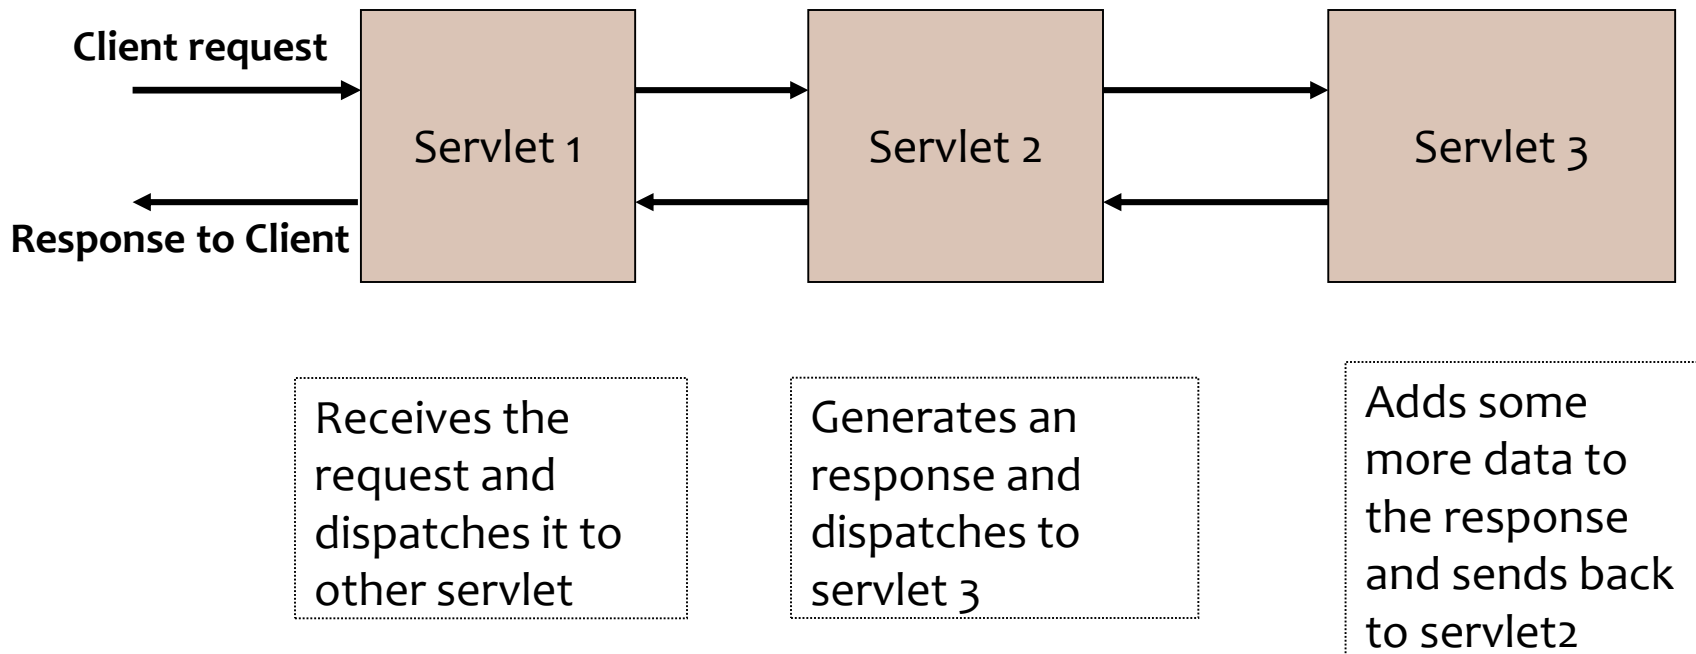 Client request
Servlet 1
Servlet 2
Servlet 3
Response to Client
Receives the
request and
dispatches it to
other servlet
Generates an
response and
dispatches to
servlet 3
Adds some
more data to
the response
and sends back
to servlet2